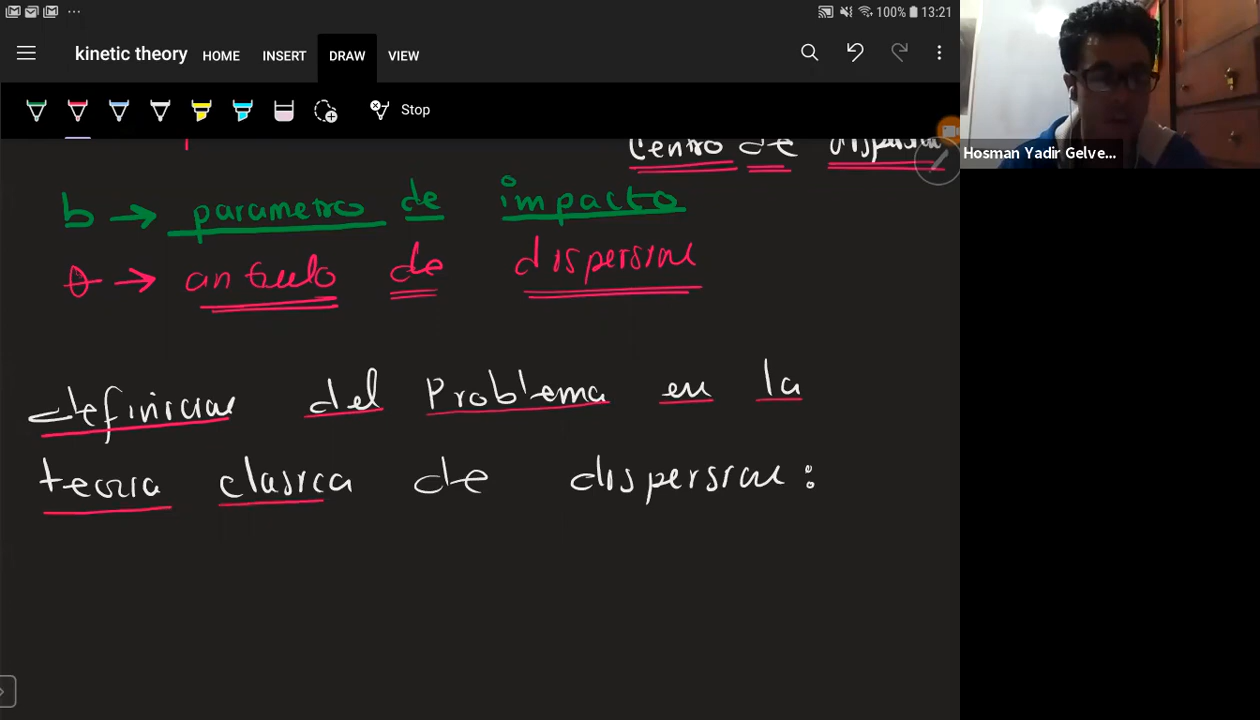 100% 13:21
kinetic theory HOME INSERT DRAW VIEW
Stop
Centro de
Hosman Yadir Gelve...
b → parametro de impacto
θ → angulo de dispersion
definicion del Problema en la
teoria clasica de dispersion: